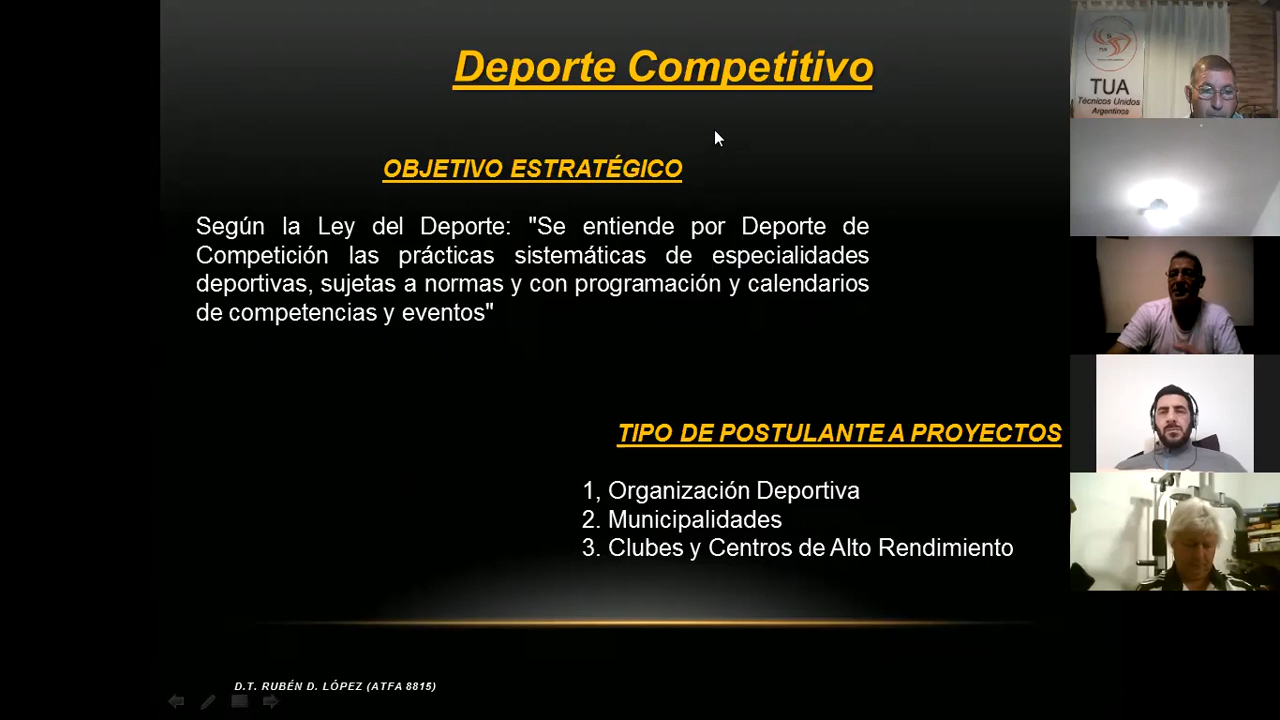 Deporte Competitivo
OBJETIVO ESTRATÉGICO
Según la Ley del Deporte: "Se entiende por Deporte de
Competición las prácticas sistemáticas de especialidades
deportivas, sujetas a normas y con programación y calendarios
de competencias y eventos"
TIPO DE POSTULANTE A PROYECTOS
1, Organización Deportiva
2. Municipalidades
3. Clubes y Centros de Alto Rendimiento
D.T. RUBÉN D. LÓPEZ (ATFA 8815)
TUA
Técnicos Unidos
Argentinos